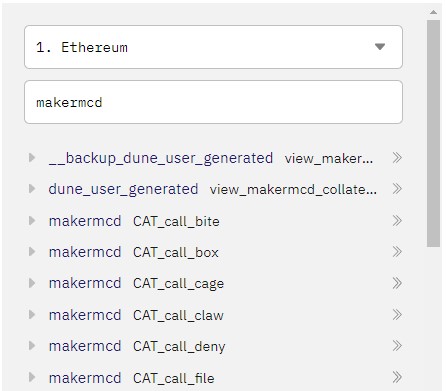 1. Ethereum
makermcd
__backup_dune_user_generated view_maker...
dune_user_generated view_makermcd_collate...
makermcd CAT_call_bite
makermcd CAT_call_box
makermcd CAT_call_cage
makermcd CAT_call_claw
makermcd CAT_call_deny
makermcd CAT_call_file